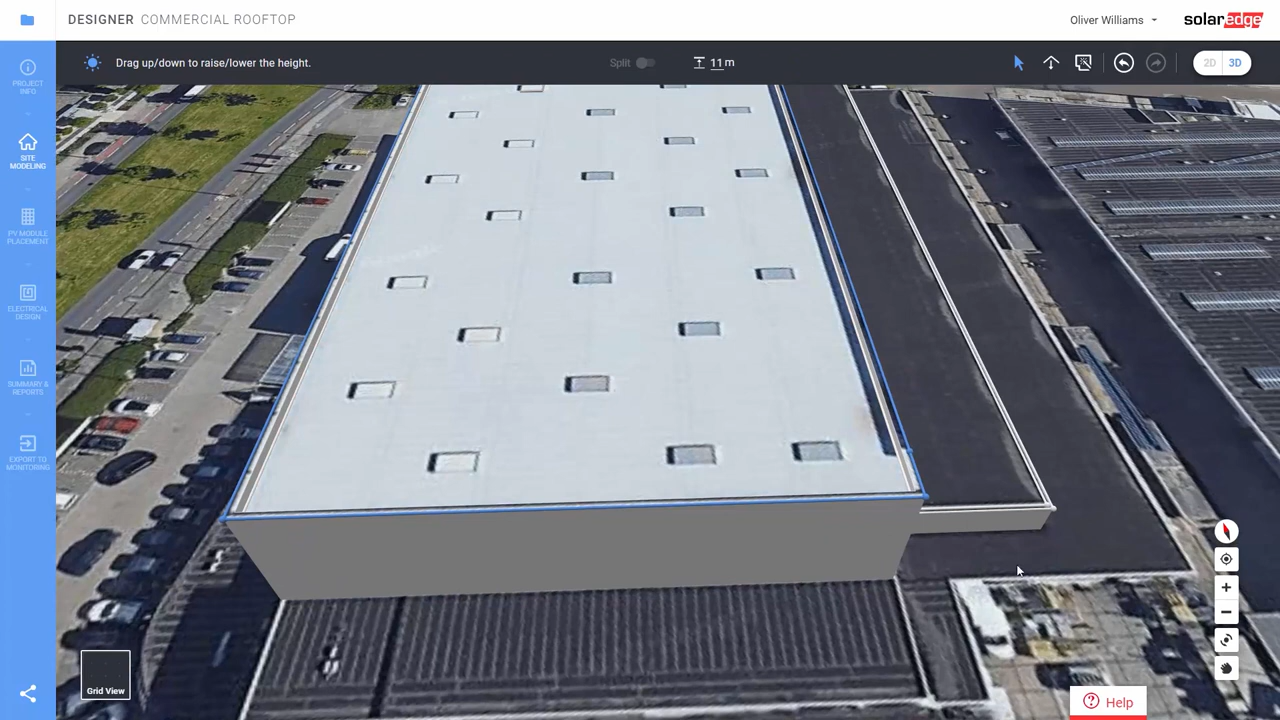 DESIGNER COMMERCIAL ROOFTOP
Oliver Williams
solaredge
Drag up/down to raise/lower the height.
Split
11m
2D
3D
PROJECT
INFO
SITE
MODELING
PV MODULE
PLACEMENT
ELECTRICAL
DESIGN
SUMMARY &
REPORTS
EXPORT TO
MONITORING
Grid View
Help